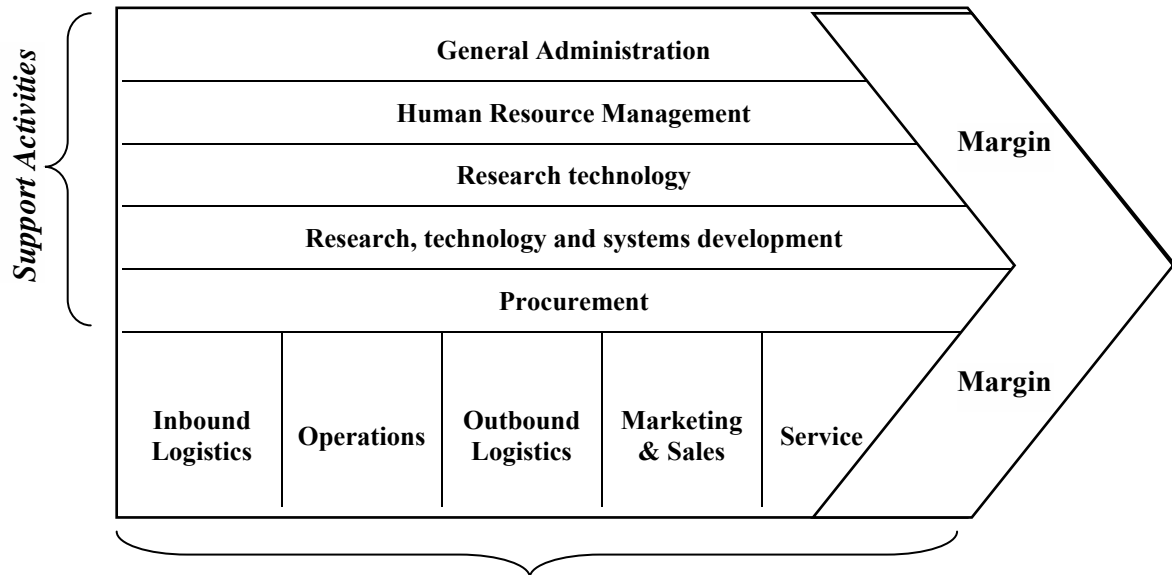 Support Activities
General Administration
Human Resource Management
Research technology
Research, technology and systems development
Procurement
Margin
Margin
Inbound
Logistics
Operations
Outbound
Logistics
Marketing
& Sales
Service